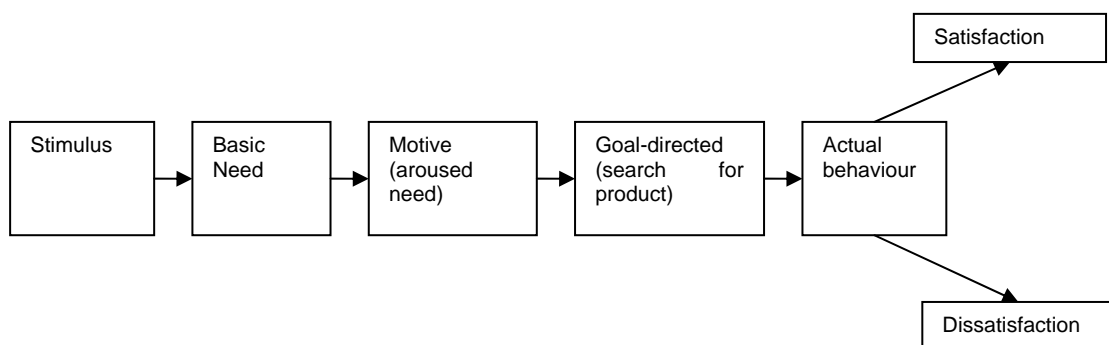 Satisfaction
Stimulus
Basic
Need
Motive
(aroused
need)
Goal-directed
(search for
product)
Actual
behaviour
Dissatisfaction